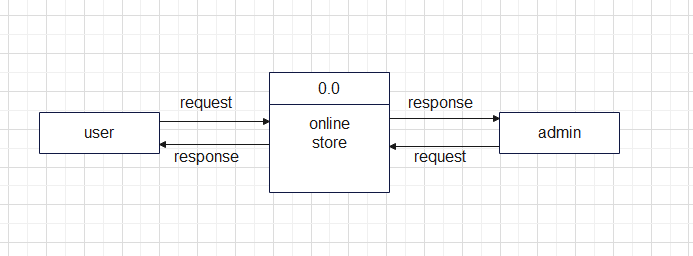 0.0
request
response
user
online
store
admin
response
request